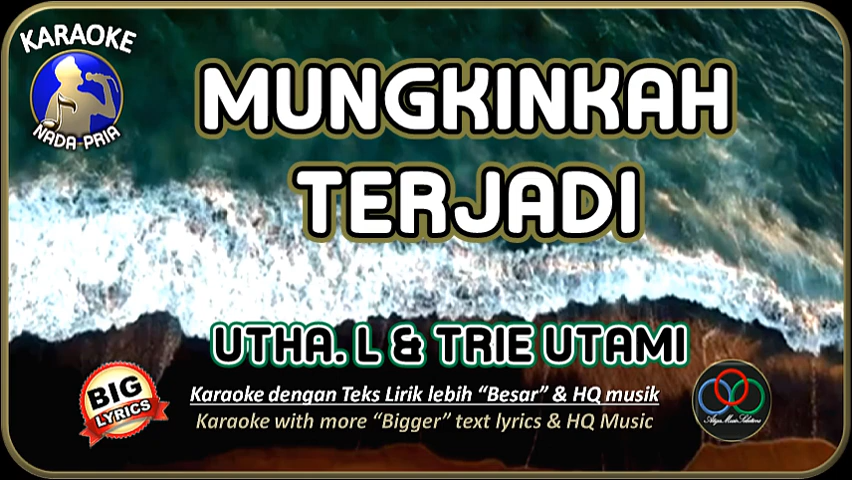 KARAOKE
NADA-PRIA
MUNGKINKAH
TERJADI
UTHA. L & TRIE UTAMI
BIG
LYRICS
Karaoke dengan Teks Lirik lebih “Besar” & HQ musik
Karaoke with more “Bigger” text lyrics & HQ Music